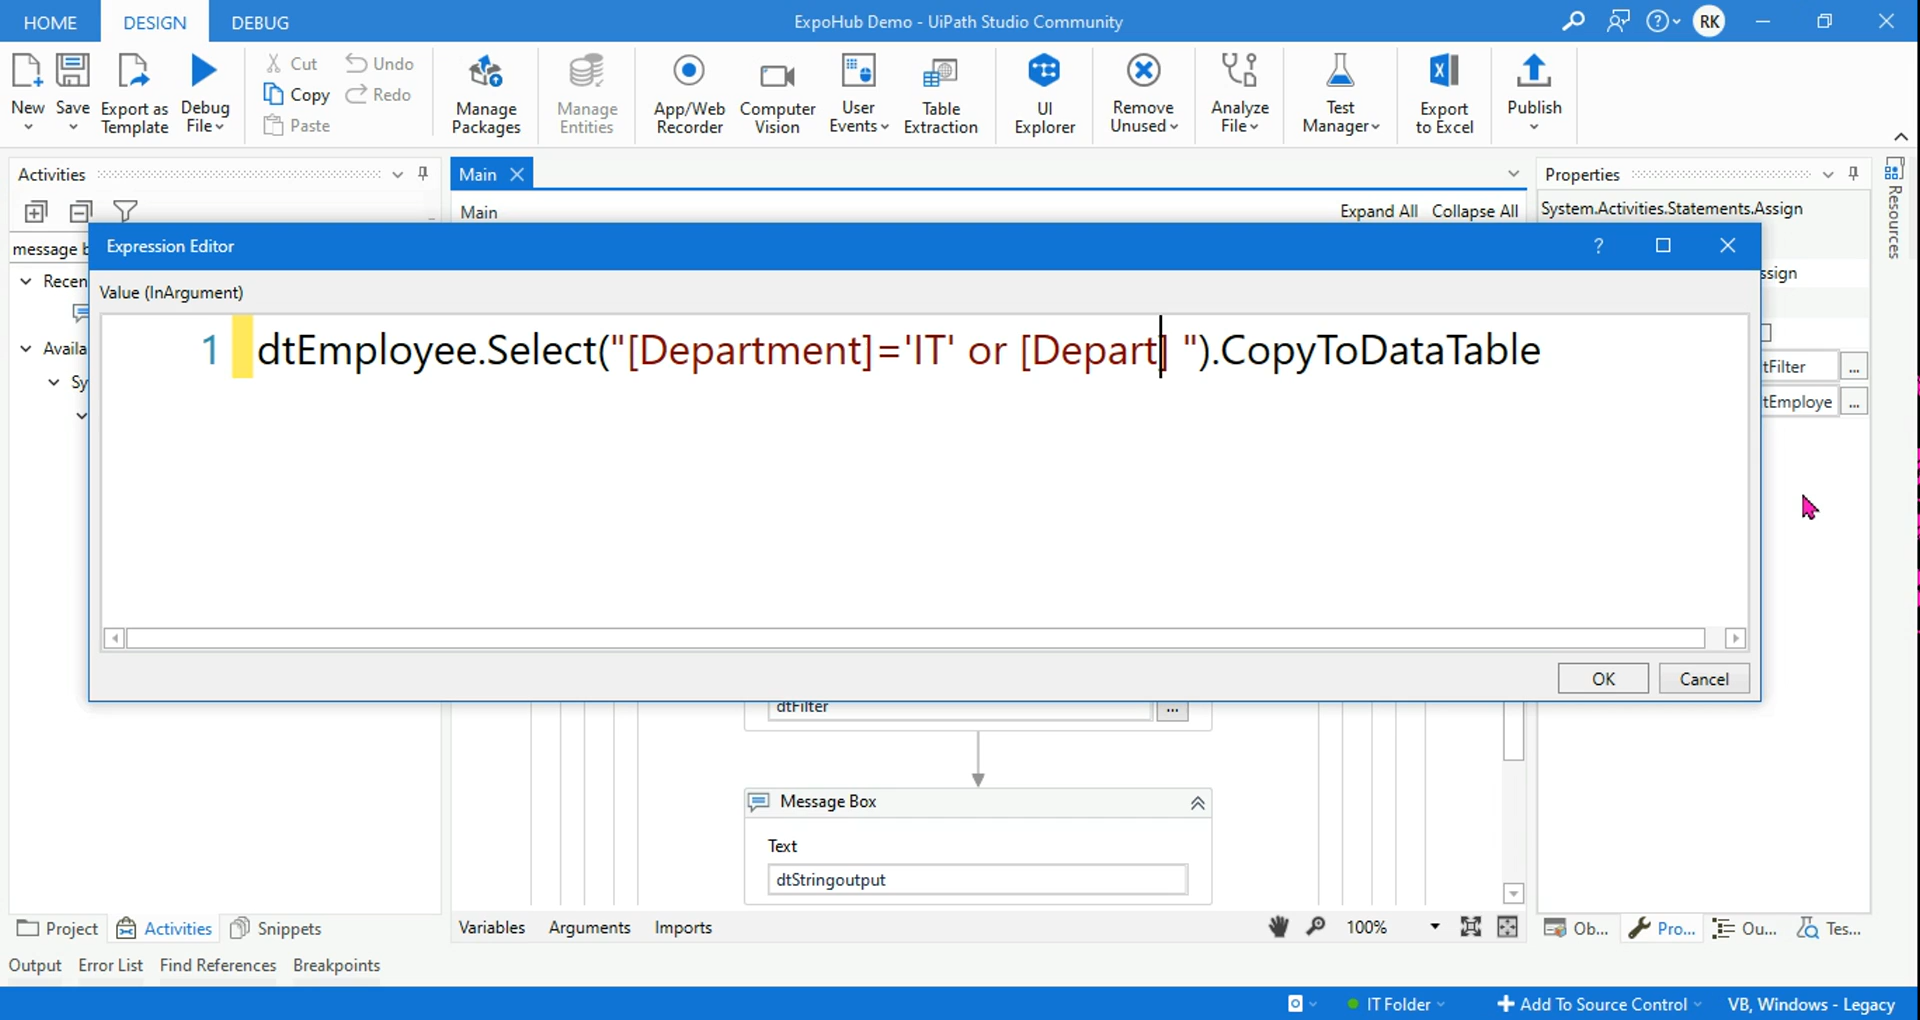 HOME DESIGN DEBUG ExpoHub Demo - UiPath Studio Community RK
Cut Undo
Copy Redo
Paste
New Save Export as Template Debug File Manage Packages Manage Entities App/Web Recorder Computer Vision User Events Table Extraction UI Explorer Remove Unused Analyze File Test Manager Export to Excel Publish
Activities Main Properties
Main Expand All Collapse All System.Activities.Statements.Assign
Resources
message b
Expression Editor
Recen
ssign
Value (InArgument)
1 dtEmployee.Select("[Department]='IT' or [Depart] ").CopyToDataTable
Availa
Sy
tFilter ...
tEmploye ...
OK Cancel
dtFilter ...
Message Box
Text
dtStringoutput
Project Activities Snippets Variables Arguments Imports 100% Ob... Pro... Ou... Tes...
Output Error List Find References Breakpoints
IT Folder Add To Source Control VB, Windows - Legacy